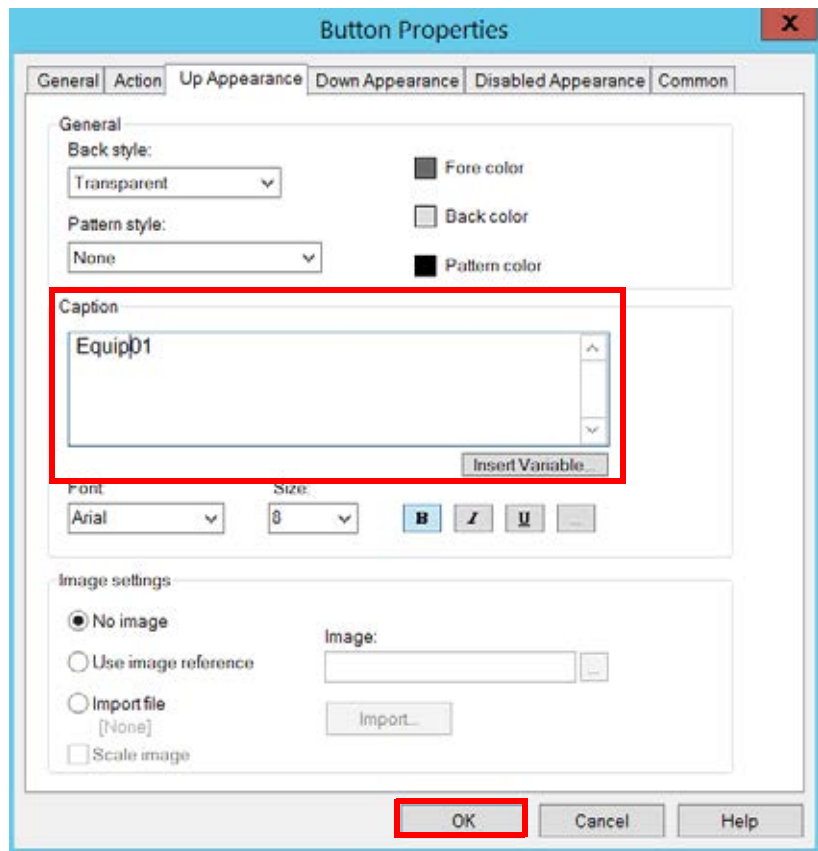 Button Properties
X
General Action Up Appearance Down Appearance Disabled Appearance Common
General
Back style:
Transparent
Fore color
Back color
Pattern style:
None
Pattern color
Caption
Equip01
Insert Variable...
Font
Size:
Arial
8
B I U ...
Image settings
No image
Image:
Use image reference
...
Import file
[None]
Import...
Scale image
OK Cancel Help